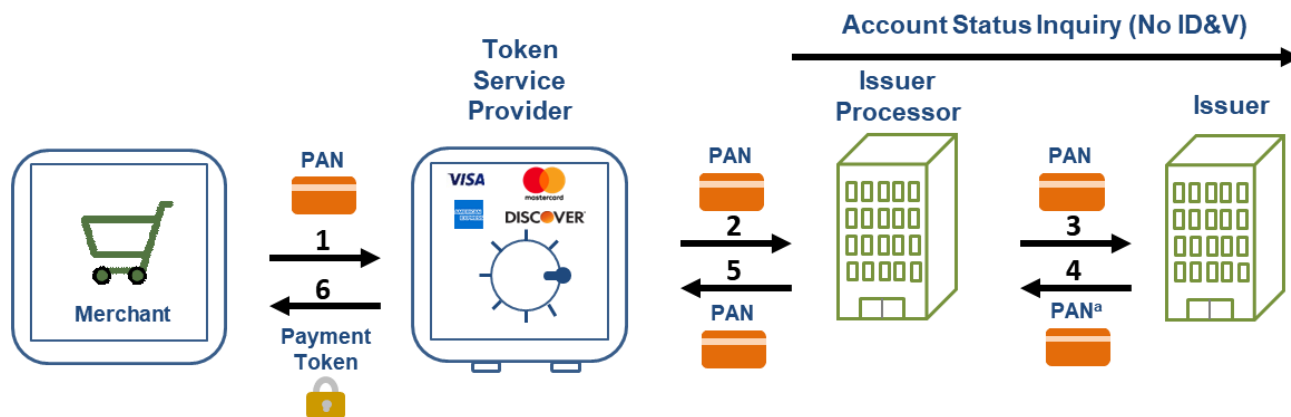 Account Status Inquiry (No ID&V)
Token
Service
Provider
Issuer
Processor
Issuer
PAN
VISA
mastercard
AMERICAN
EXPRESS
DISCOVER
PAN
PAN
1
2
3
6
5
4
Merchant
Payment
Token
PAN
PANᵃ